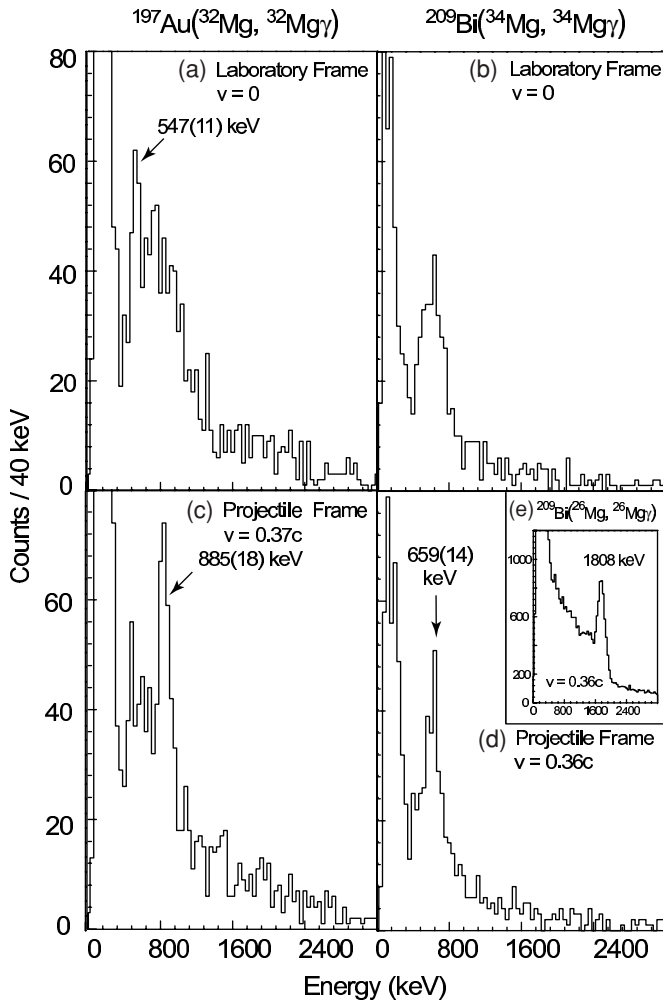 ¹⁹⁷Au(³²Mg, ³²Mgγ)
²⁰⁹Bi(³⁴Mg, ³⁴Mgγ)
80
60
40
20
0
(a) Laboratory Frame
v = 0
547(11) keV
(b) Laboratory Frame
v = 0
Counts / 40 keV
60
40
20
0
(c) Projectile Frame
v = 0.37c
885(18) keV
659(14)
keV
(e) ²⁰⁹Bi(²⁶Mg, ²⁶Mgγ)
1000
600
200
0
1808 keV
v = 0.36c
0 800 1600 2400
(d) Projectile Frame
v = 0.36c
0 800 1600 2400
0 800 1600 2400
Energy (keV)